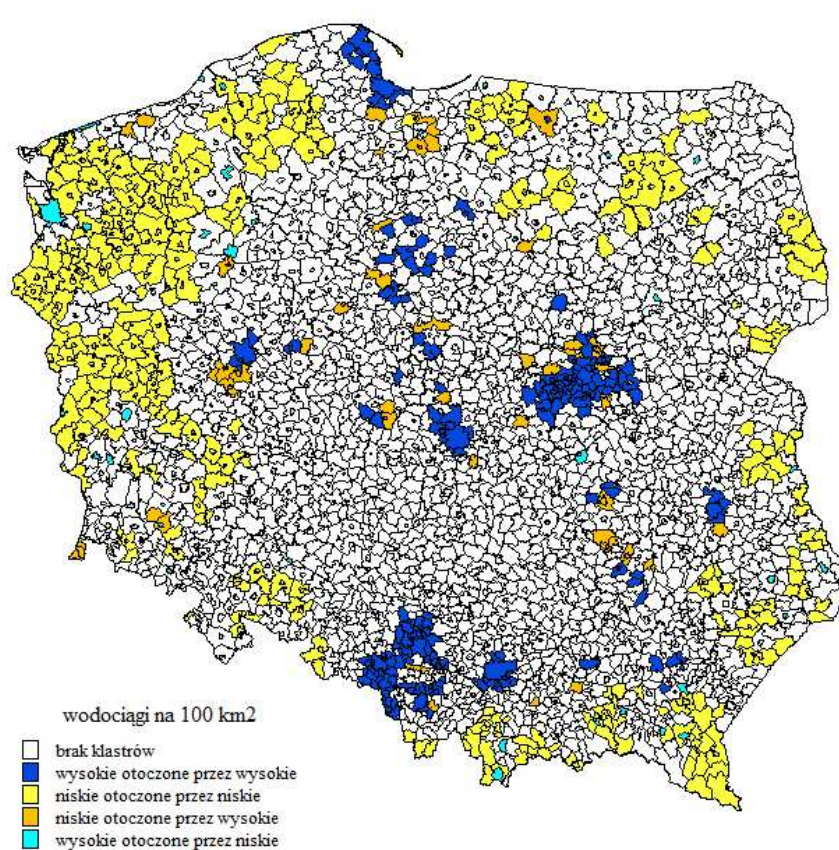 wodociągi na 100 km2
brak klastrów
wysokie otoczone przez wysokie
niskie otoczone przez niskie
niskie otoczone przez wysokie
wysokie otoczone przez niskie